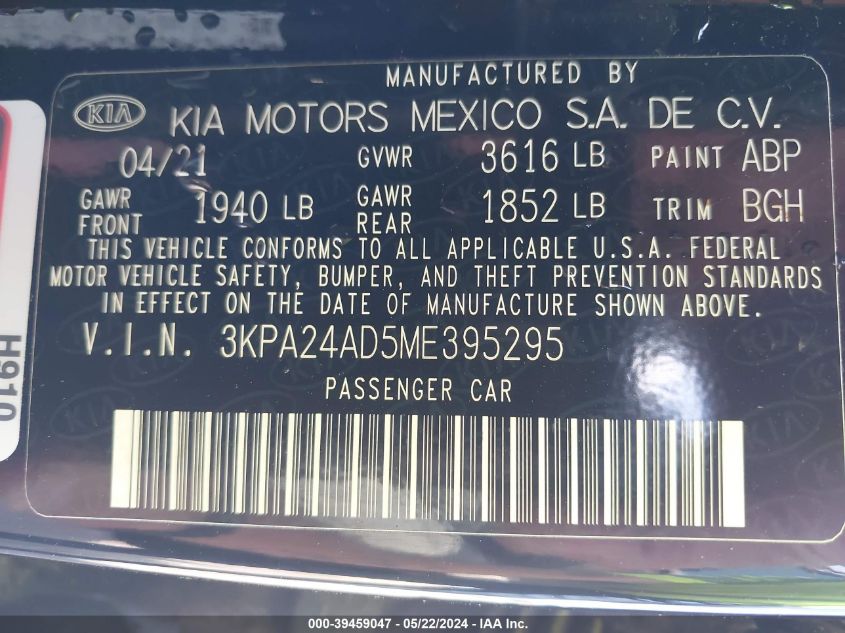 MANUFACTURED BY
KIA KIA MOTORS MEXICO S.A. DE C.V.
04/21 GVWR 3616 LB PAINT ABP
GAWR FRONT 1940 LB GAWR REAR 1852 LB TRIM BGH
THIS VEHICLE CONFORMS TO ALL APPLICABLE U.S.A. FEDERAL
MOTOR VEHICLE SAFETY, BUMPER, AND THEFT PREVENTION STANDARDS
IN EFFECT ON THE DATE OF MANUFACTURE SHOWN ABOVE.
V.I.N. 3KPA24AD5ME395295
PASSENGER CAR
H910
000-39459047 - 05/22/2024 - IAA Inc.